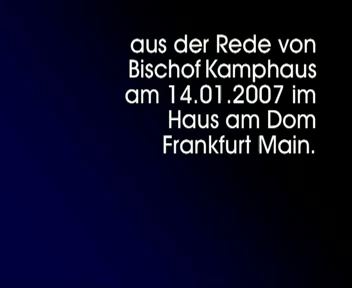 aus der Rede von
Bischof Kamphaus
am 14.01.2007 im
Haus am Dom
Frankfurt Main.